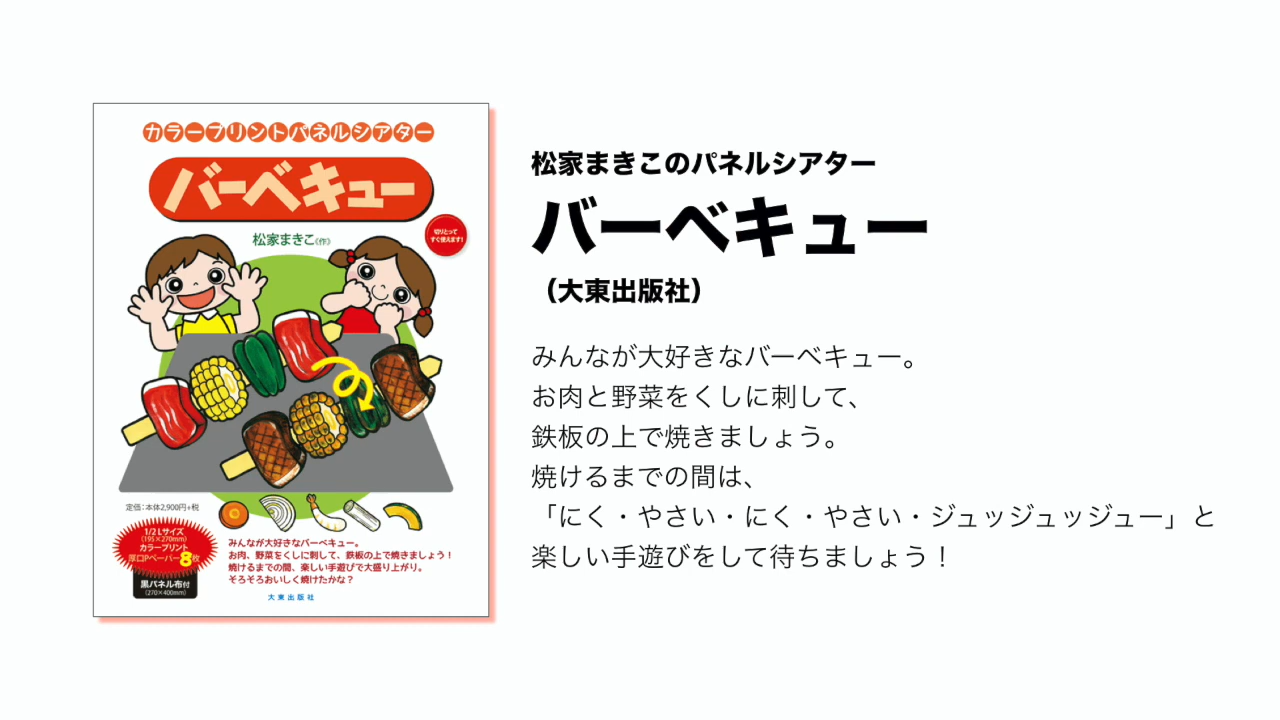 カラープリントパネルシアター
バーベキュー
松家まきこ《作》
切りとって
すぐ使えます!
定価:本体2,900円+税
1/2 Lサイズ
(195×270mm)
カラープリント
厚口Pペーパー8枚
黒パネル布付
(270×400mm)
みんなが大好きなバーベキュー。
お肉、野菜をくしに刺して、鉄板の上で焼きましょう!
焼けるまでの間、楽しい手遊びで大盛り上がり。
そろそろおいしく焼けたかな?
大東出版社
松家まきこのパネルシアター
バーベキュー
（大東出版社）
みんなが大好きなバーベキュー。
お肉と野菜をくしに刺して、
鉄板の上で焼きましょう。
焼けるまでの間は、
「にく・やさい・にく・やさい・ジュッジュッジュー」と
楽しい手遊びをして待ちましょう！